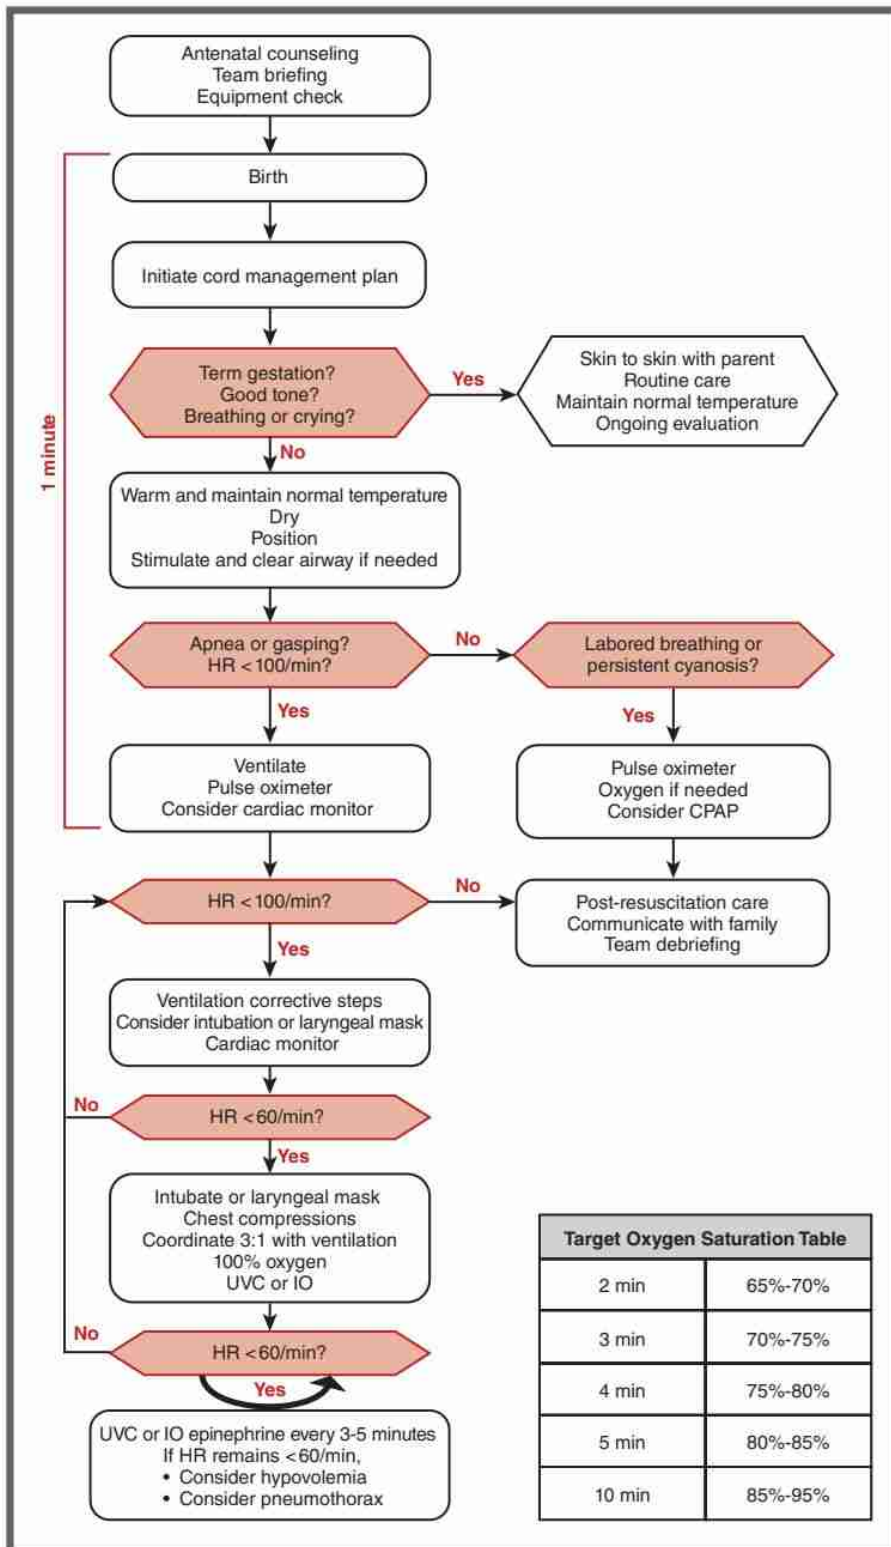 Antenatal counseling
Team briefing
Equipment check
1 minute
Birth
Initiate cord management plan
Term gestation?
Good tone?
Breathing or crying?
Yes
Skin to skin with parent
Routine care
Maintain normal temperature
Ongoing evaluation
No
Warm and maintain normal temperature
Dry
Position
Stimulate and clear airway if needed
Apnea or gasping?
HR <100/min?
No
Labored breathing or
persistent cyanosis?
Yes
Yes
Ventilate
Pulse oximeter
Consider cardiac monitor
Pulse oximeter
Oxygen if needed
Consider CPAP
HR <100/min?
No
Post-resuscitation care
Communicate with family
Team debriefing
Yes
Ventilation corrective steps
Consider intubation or laryngeal mask
Cardiac monitor
No
HR <60/min?
Yes
Intubate or laryngeal mask
Chest compressions
Coordinate 3:1 with ventilation
100% oxygen
UVC or IO
No
HR <60/min?
Yes
UVC or IO epinephrine every 3-5 minutes
If HR remains <60/min,
• Consider hypovolemia
• Consider pneumothorax
Target Oxygen Saturation Table
2 min 65%-70%
3 min 70%-75%
4 min 75%-80%
5 min 80%-85%
10 min 85%-95%